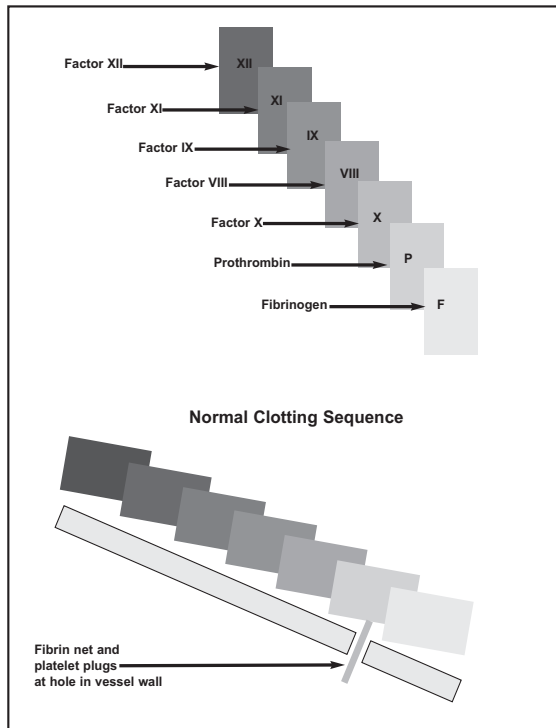 Factor XII
XII
Factor XI
XI
Factor IX
IX
Factor VIII
VIII
Factor X
X
Prothrombin
P
Fibrinogen
F
Normal Clotting Sequence
Fibrin net and
platelet plugs
at hole in vessel wall